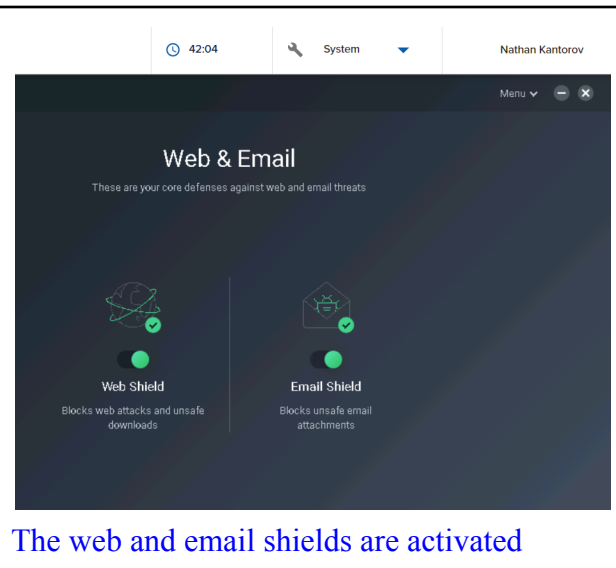 42:04 System Nathan Kantorov
Menu
Web & Email
These are your core defenses against web and email threats
Web Shield
Blocks web attacks and unsafe
downloads
Email Shield
Blocks unsafe email
attachments
The web and email shields are activated